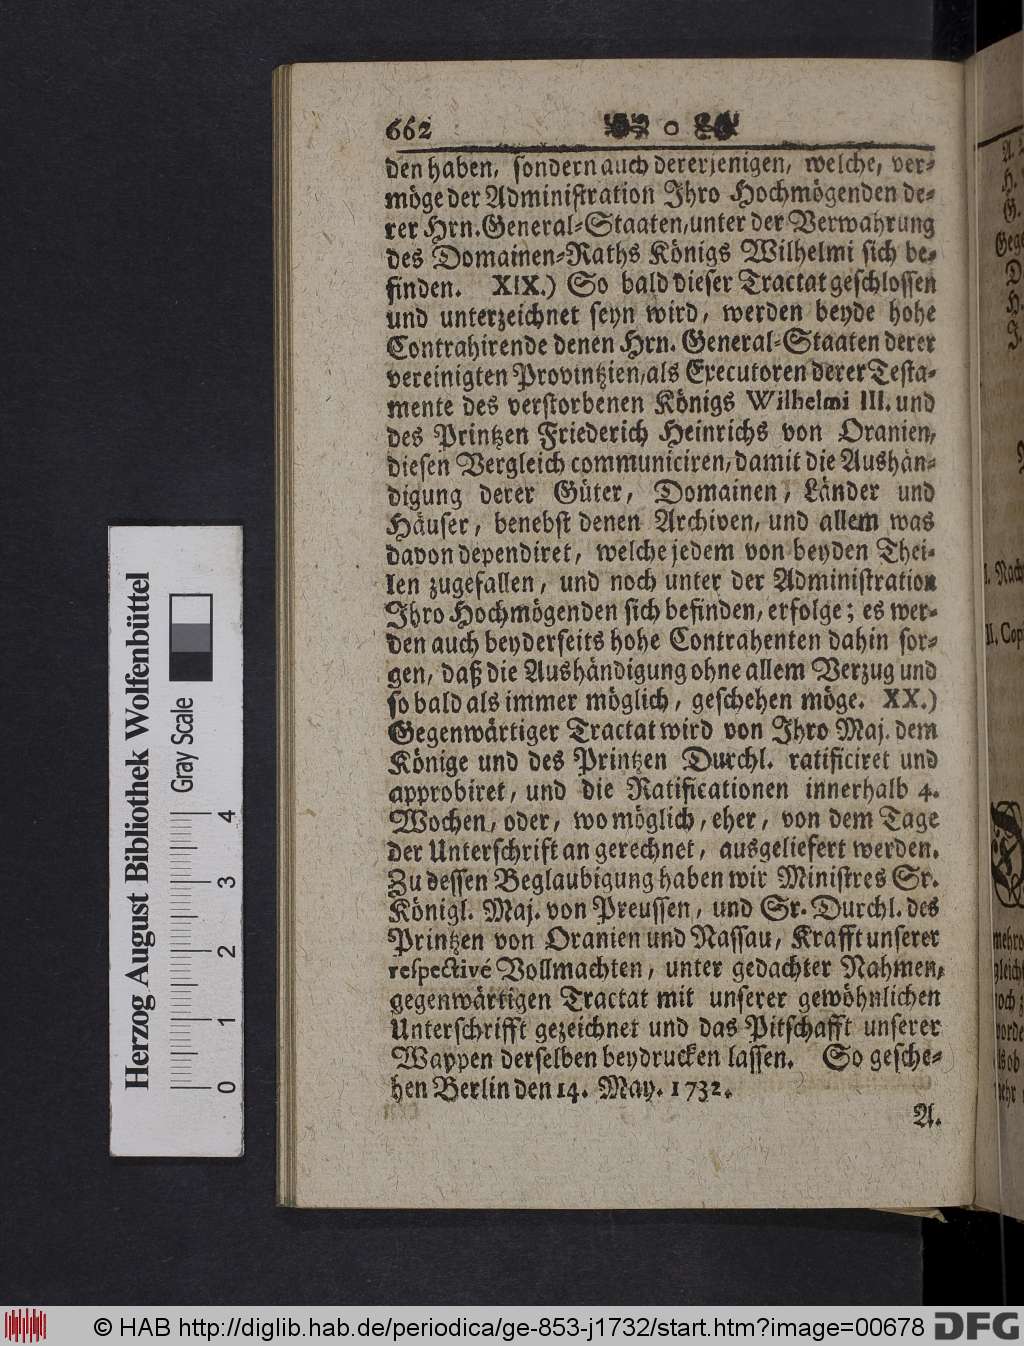 662 o
den haben, sondern auch dererjenigen, welche, ver-
möge der Administration Ihro Hochmögenden de-
rer Hrn. General-Staaten, unter der Verwahrung
des Domainen-Raths Königs Wilhelmi sich be-
finden. XIX.) So bald dieser Tractat geschlossen
und unterzeichnet seyn wird, werden beyde hohe
Contrahirende denen Hrn. General-Staaten derer
vereinigten Provintzien, als Executoren derer Testa-
mente des verstorbenen Königs Wilhelmi III. und
des Printzen Friederich Heinrichs von Oranien,
diesen Vergleich communiciren, damit die Aushän-
digung derer Güter, Domainen, Länder und
Häuser, benebst denen Archiven, und allem was
davon dependiret, welche jedem von beyden Thei-
len zugefallen, und noch unter der Administration
Ihro Hochmögenden sich befinden, erfolge; es wer-
den auch beyderseits hohe Contrahenten dahin sor-
gen, daß die Aushändigung ohne allem Verzug und
so bald als immer möglich, geschehen möge. XX.)
Gegenwärtiger Tractat wird von Ihro Maj. dem
Könige und des Printzen Durchl. ratificiret und
approbiret, und die Ratificationen innerhalb 4.
Wochen, oder, wo möglich, eher, von dem Tage
der Unterschrift an gerechnet, ausgeliefert werden.
Zu dessen Beglaubigung haben wir Ministres Sr.
Königl. Maj. von Preussen, und Sr. Durchl. des
Printzen von Oranien und Nassau, Krafft unserer
respectivé Vollmachten, unter gedachter Nahmen,
gegenwärtigen Tractat mit unserer gewöhnlichen
Unterschrifft gezeichnet und das Pitschafft unserer
Wappen derselben beydrucken lassen. So gesche-
hen Berlin den 14. May. 1732.
A.
Herzog August Bibliothek Wolfenbüttel
Gray Scale
0 1 2 3 4
© HAB http://diglib.hab.de/periodica/ge-853-j1732/start.htm?image=00678
DFG